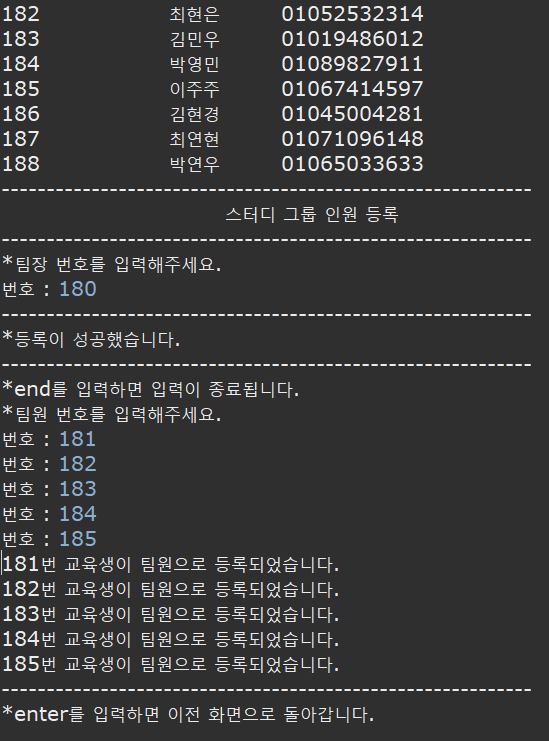 182 최현은 01052532314
183 김민우 01019486012
184 박영민 01089827911
185 이주주 01067414597
186 김현경 01045004281
187 최연현 01071096148
188 박연우 01065033633
-----------------------------------------------------------
스터디 그룹 인원 등록
-----------------------------------------------------------
*팀장 번호를 입력해주세요.
번호 : 180
-----------------------------------------------------------
*등록이 성공했습니다.
-----------------------------------------------------------
*end를 입력하면 입력이 종료됩니다.
*팀원 번호를 입력해주세요.
번호 : 181
번호 : 182
번호 : 183
번호 : 184
번호 : 185
181번 교육생이 팀원으로 등록되었습니다.
182번 교육생이 팀원으로 등록되었습니다.
183번 교육생이 팀원으로 등록되었습니다.
184번 교육생이 팀원으로 등록되었습니다.
185번 교육생이 팀원으로 등록되었습니다.
-----------------------------------------------------------
*enter를 입력하면 이전 화면으로 돌아갑니다.